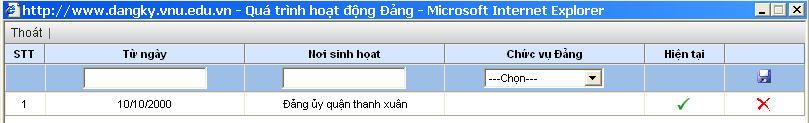 http://www.dangky.vnu.edu.vn - Quá trình hoạt động Đảng - Microsoft Internet Explorer
Thoát |
STT Từ ngày Nơi sinh họat Chức vụ Đảng Hiện tại
---Chọn---
1 10/10/2000 Đảng ủy quận thanh xuân